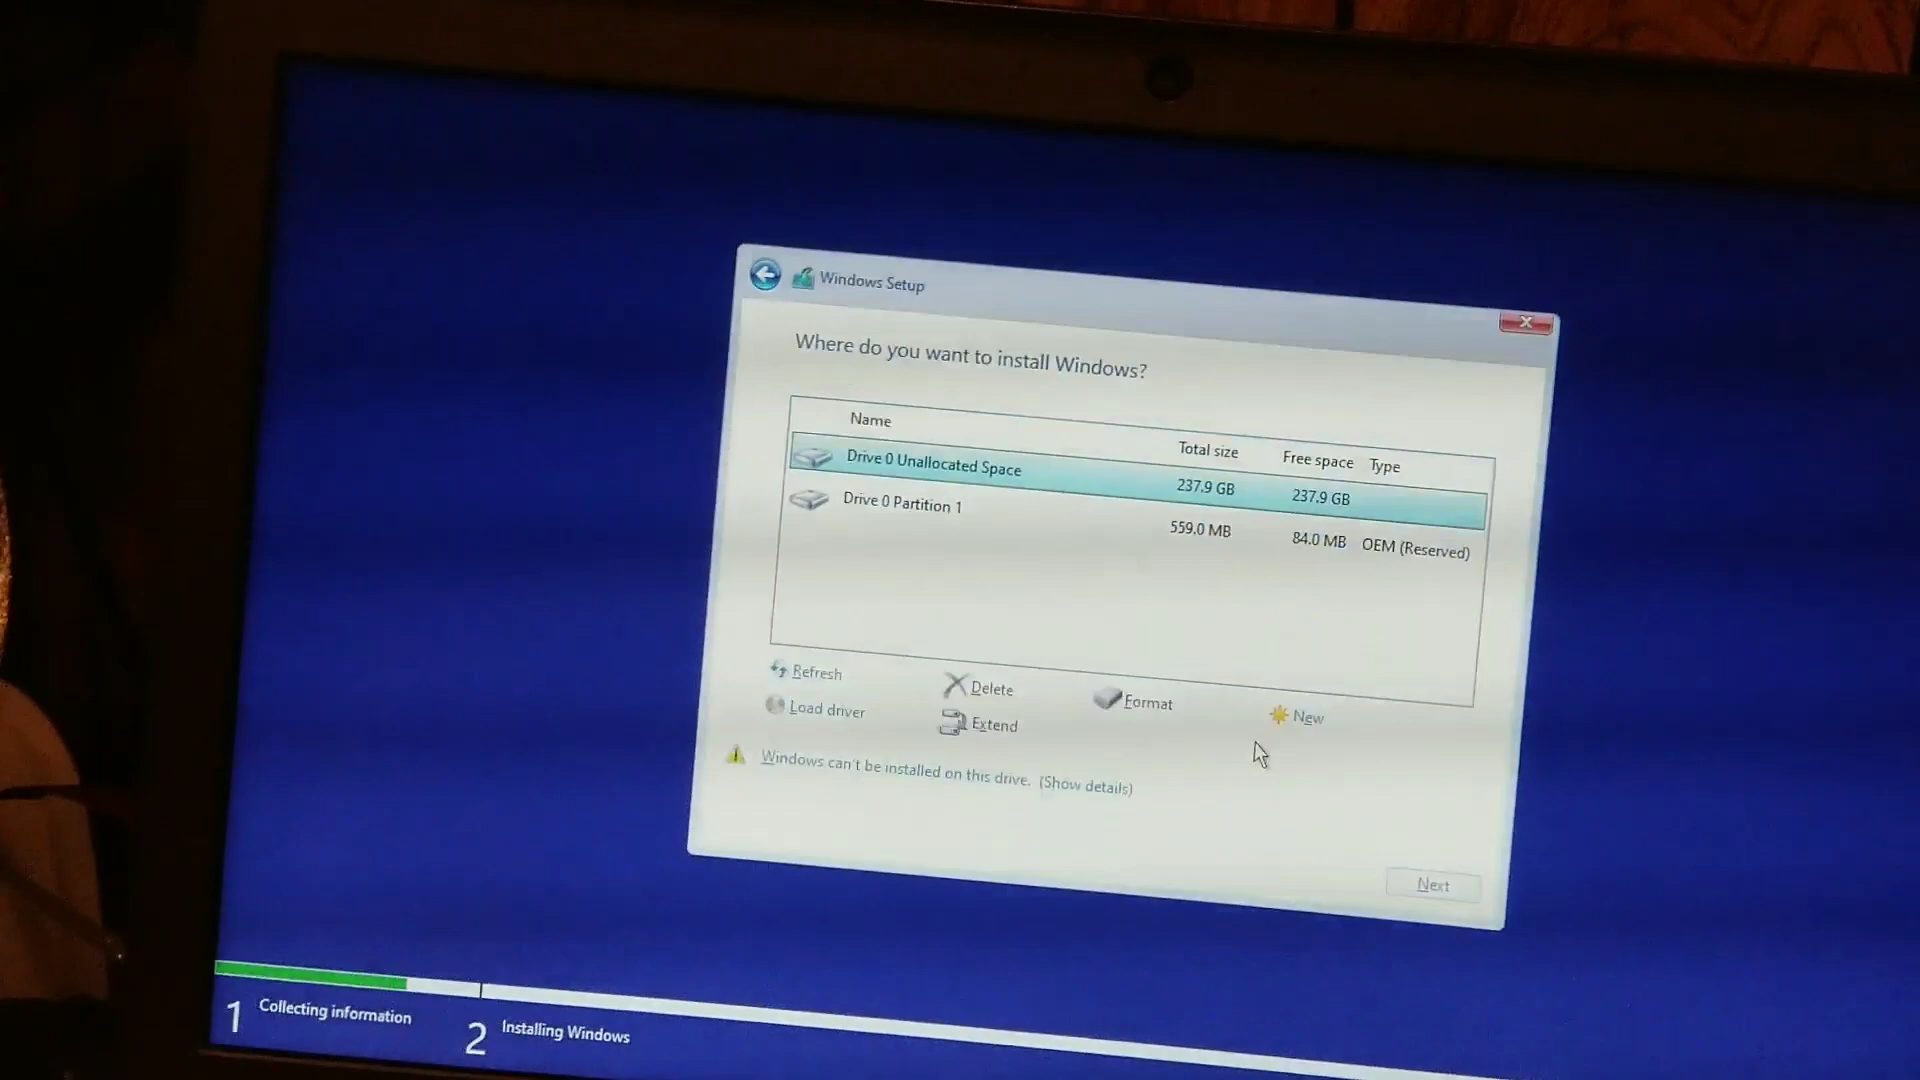 Windows Setup
Where do you want to install Windows?
Name Total size Free space Type
Drive 0 Unallocated Space 237.9 GB 237.9 GB
Drive 0 Partition 1 559.0 MB 84.0 MB OEM (Reserved)
Refresh Delete Format New
Load driver Extend
Windows can't be installed on this drive. (Show details)
Next
1 Collecting information
2 Installing Windows